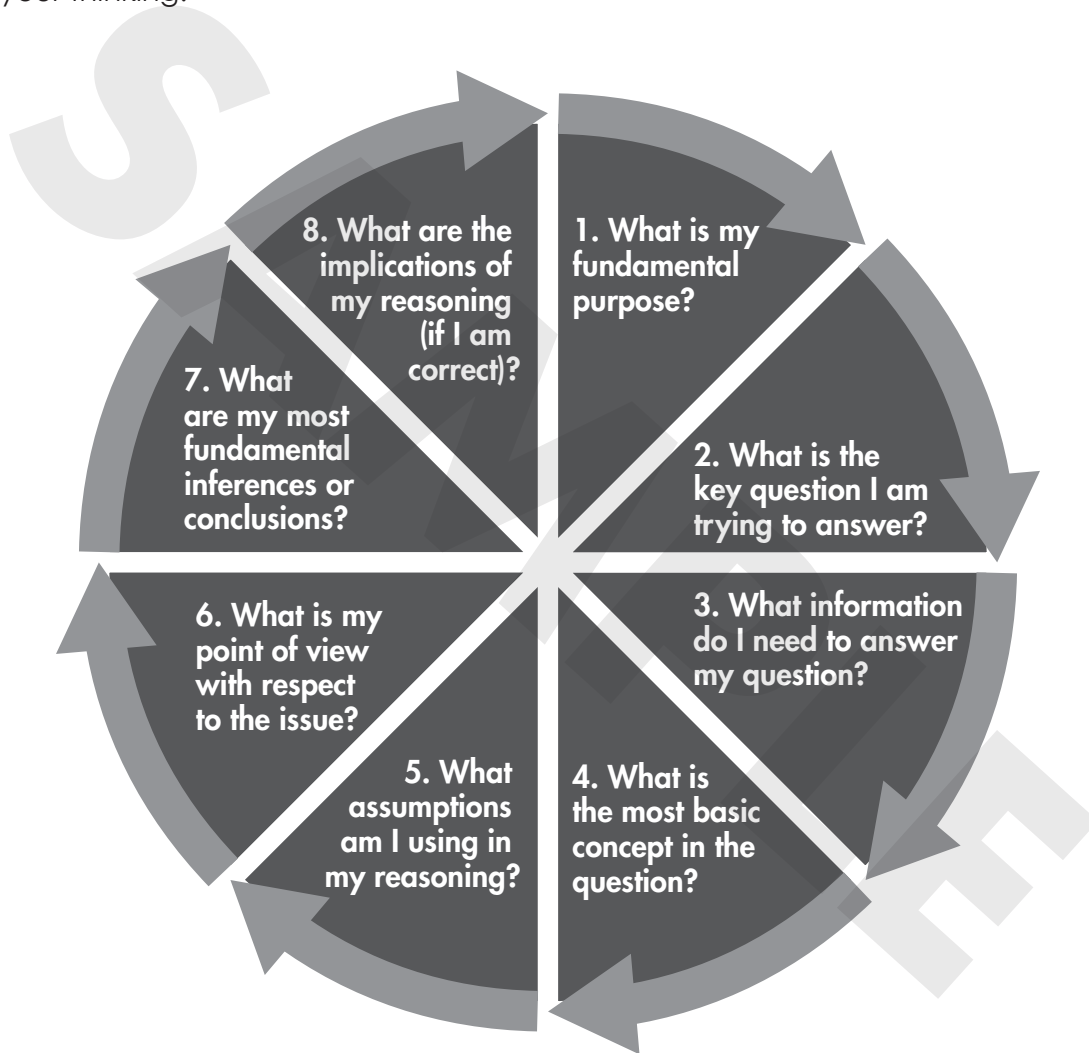 your thinking.
1. What is my
fundamental
purpose?
2. What is the
key question I am
trying to answer?
3. What information
do I need to answer
my question?
4. What is
the most basic
concept in the
question?
5. What
assumptions
am I using in
my reasoning?
6. What is my
point of view
with respect
to the issue?
7. What
are my most
fundamental
inferences or
conclusions?
8. What are the
implications of
my reasoning
(if I am
correct)?
SAMPLE